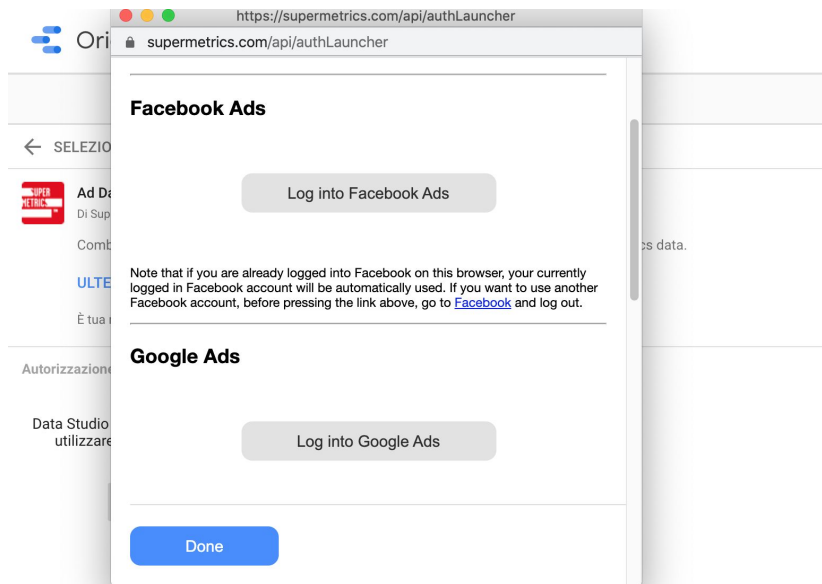 https://supermetrics.com/api/authLauncher
supermetrics.com/api/authLauncher
Ori
SELEZIO
SUPER
METRICS
Ad Da
Di Sup
Comb
cs data.
ULTE
È tua
Autorizzazione
Data Studio
utilizzare
Facebook Ads
Log into Facebook Ads
Note that if you are already logged into Facebook on this browser, your currently
logged in Facebook account will be automatically used. If you want to use another
Facebook account, before pressing the link above, go to Facebook and log out.
Google Ads
Log into Google Ads
Done